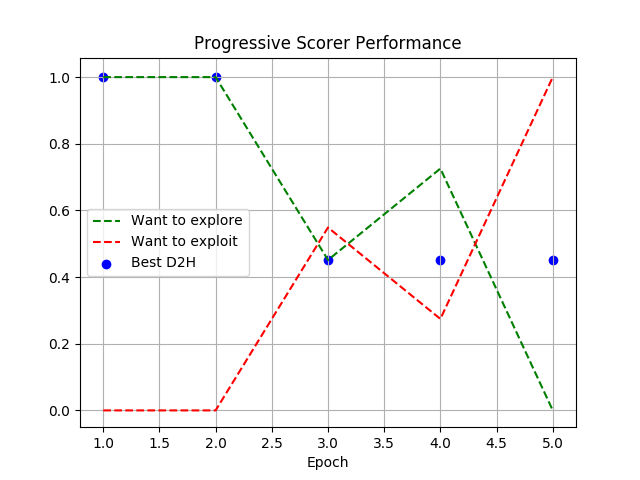 Progressive Scorer Performance
1.0
0.8
0.6
0.4
0.2
0.0
Want to explore
Want to exploit
Best D2H
1.0 1.5 2.0 2.5 3.0 3.5 4.0 4.5 5.0
Epoch